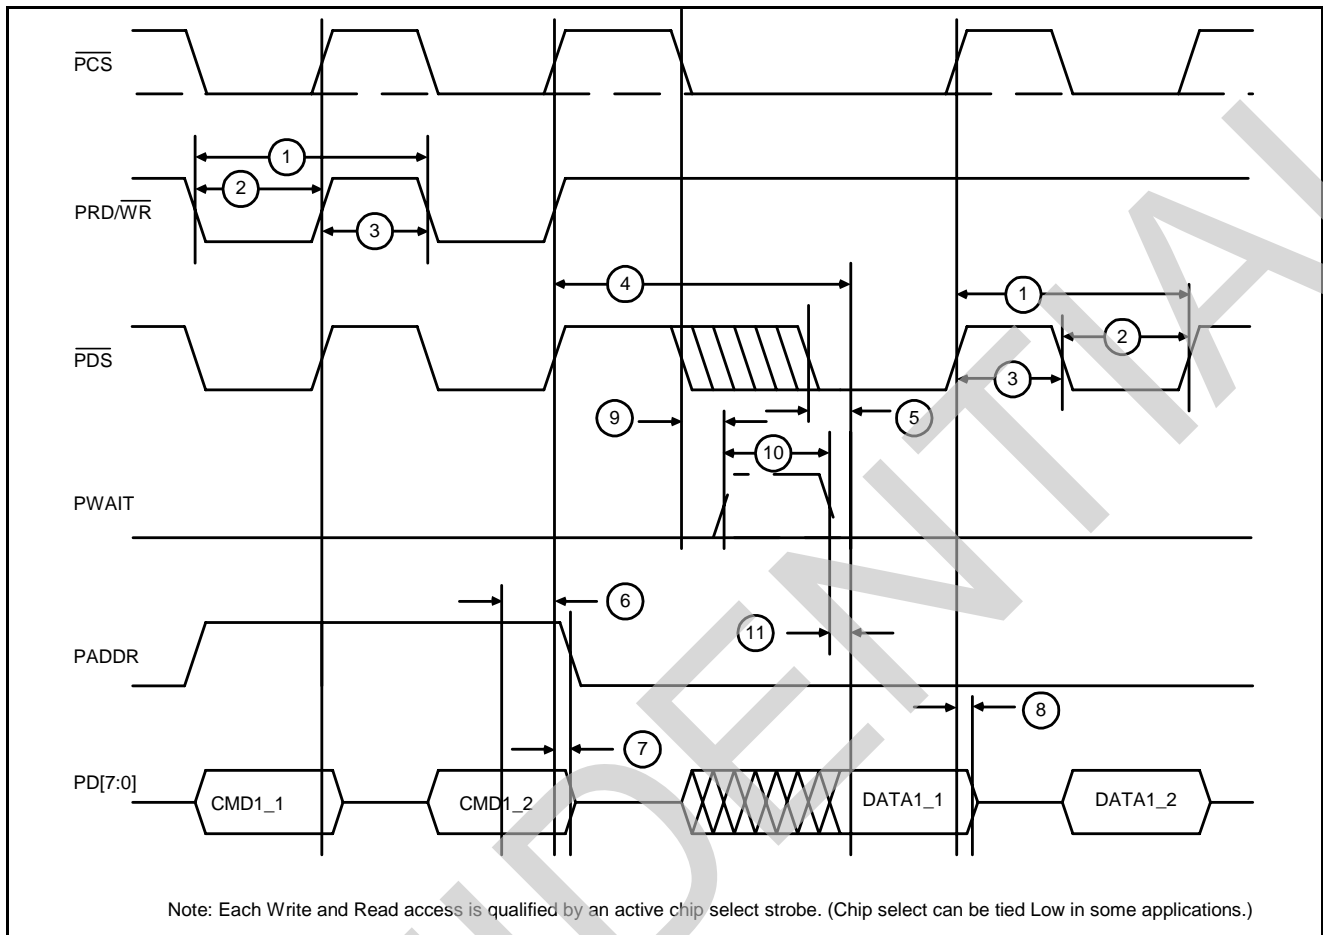 PCS
1
2
PRD/WR
3
4
1
PDS
2
3
9
5
10
PWAIT
6
11
PADDR
8
7
PD[7:0]
CMD1_1
CMD1_2
DATA1_1
DATA1_2
Note: Each Write and Read access is qualified by an active chip select strobe. (Chip select can be tied Low in some applications.)
IDENTIAL